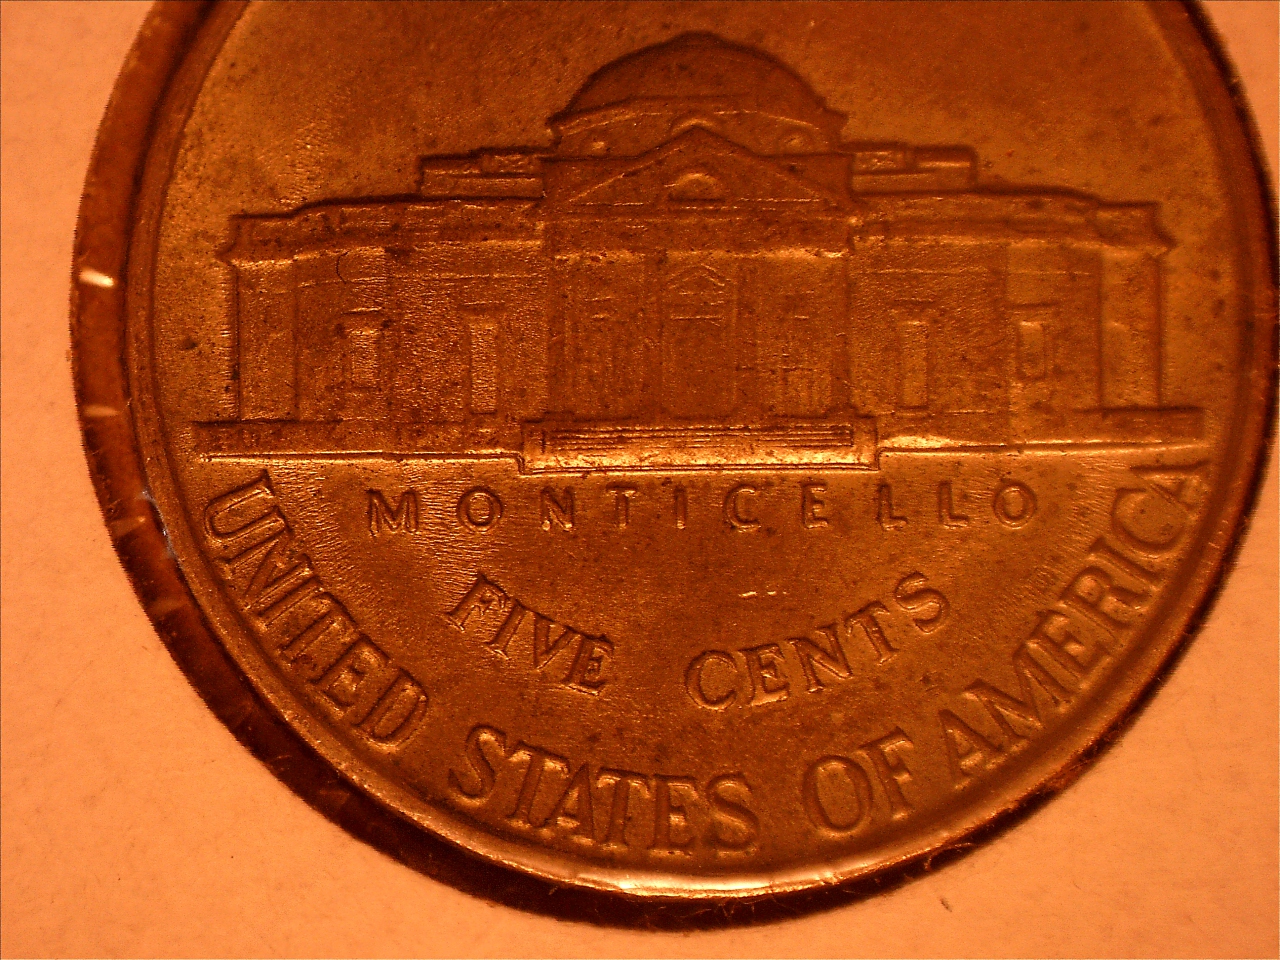 MONTICELLO
FIVE CENTS
UNITED STATES OF AMERICA